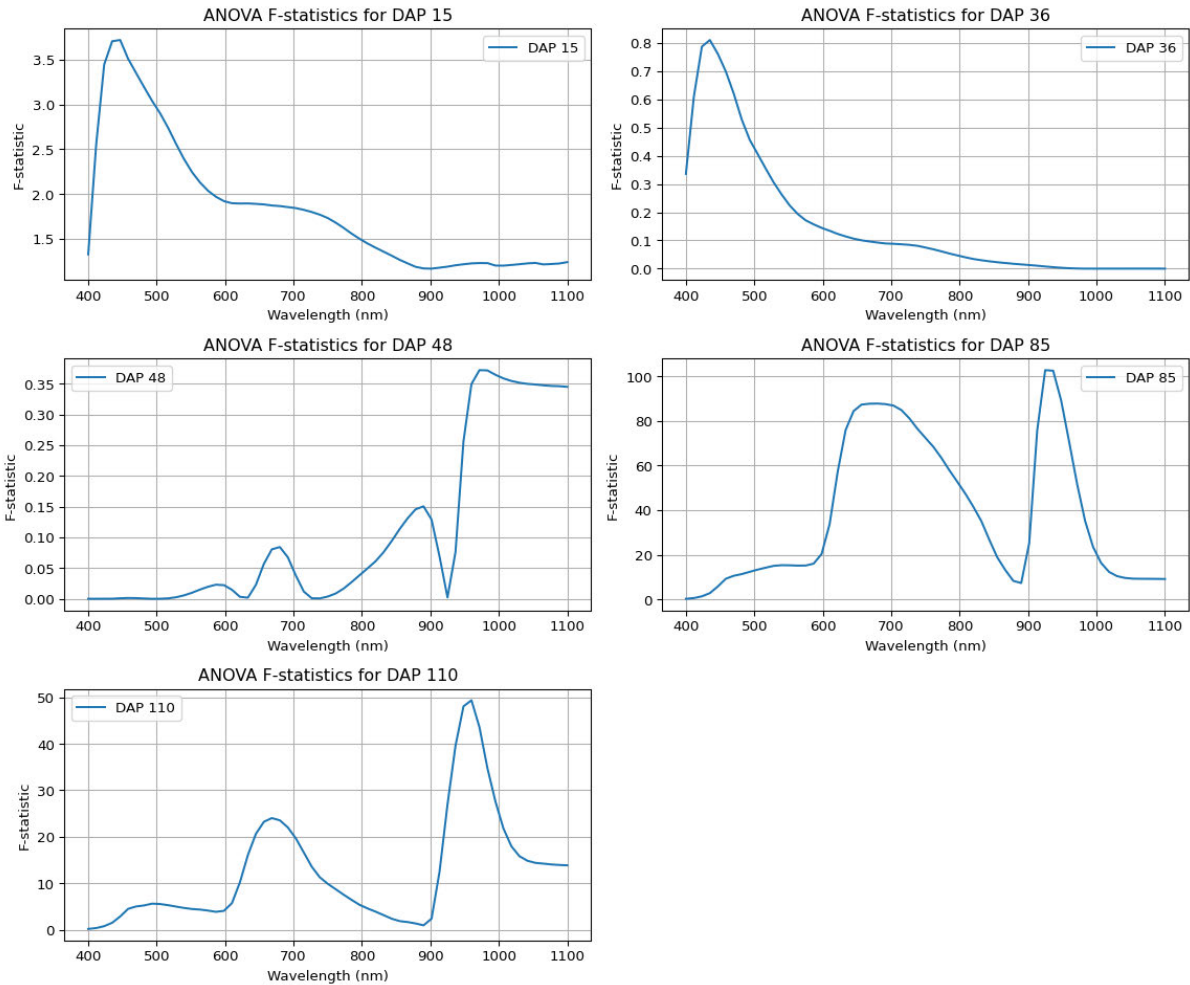 ANOVA F-statistics for DAP 15
DAP 15
3.5
3.0
2.5
2.0
1.5
F-statistic
400 500 600 700 800 900 1000 1100
Wavelength (nm)
ANOVA F-statistics for DAP 36
DAP 36
0.8
0.7
0.6
0.5
0.4
0.3
0.2
0.1
0.0
F-statistic
400 500 600 700 800 900 1000 1100
Wavelength (nm)
ANOVA F-statistics for DAP 48
DAP 48
0.35
0.30
0.25
0.20
0.15
0.10
0.05
0.00
F-statistic
400 500 600 700 800 900 1000 1100
Wavelength (nm)
ANOVA F-statistics for DAP 85
DAP 85
100
80
60
40
20
0
F-statistic
400 500 600 700 800 900 1000 1100
Wavelength (nm)
ANOVA F-statistics for DAP 110
DAP 110
50
40
30
20
10
0
F-statistic
400 500 600 700 800 900 1000 1100
Wavelength (nm)